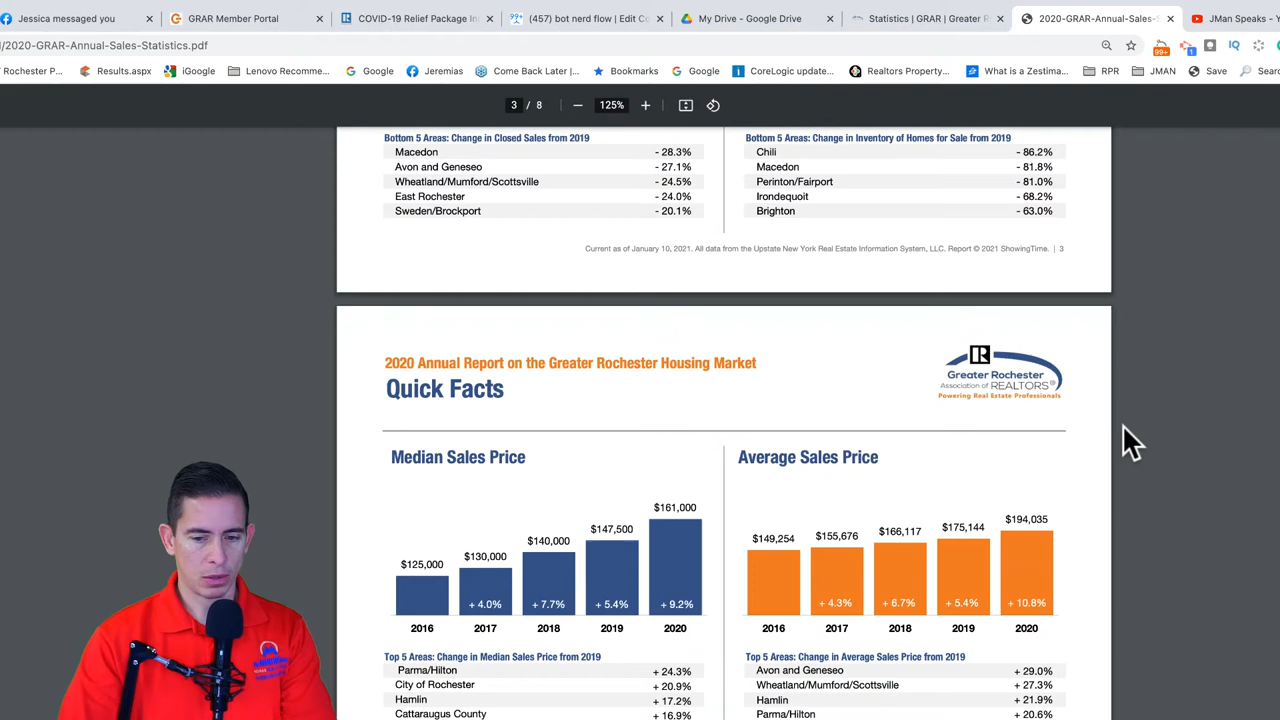 Jessica messaged you
GRAR Member Portal
COVID-19 Relief Package In
(457) bot nerd flow | Edit Co
My Drive - Google Drive
Statistics | GRAR | Greater R
2020-GRAR-Annual-Sales-S
JMan Speaks - Y
/2020-GRAR-Annual-Sales-Statistics.pdf
Rochester P...
Results.aspx
iGoogle
Lenovo Recomme...
Google
Jeremias
Come Back Later |...
Bookmarks
Google
CoreLogic update...
Realtors Property...
What is a Zestima...
RPR
JMAN
Save
Searc
3 / 8
125%
Bottom 5 Areas: Change in Closed Sales from 2019
Macedon - 28.3%
Avon and Geneseo - 27.1%
Wheatland/Mumford/Scottsville - 24.5%
East Rochester - 24.0%
Sweden/Brockport - 20.1%
Bottom 5 Areas: Change in Inventory of Homes for Sale from 2019
Chili - 86.2%
Macedon - 81.8%
Perinton/Fairport - 81.0%
Irondequoit - 68.2%
Brighton - 63.0%
Current as of January 10, 2021. All data from the Upstate New York Real Estate Information System, LLC. Report © 2021 ShowingTime. | 3
2020 Annual Report on the Greater Rochester Housing Market
Quick Facts
Greater Rochester
Association of REALTORS®
Powering Real Estate Professionals
Median Sales Price
$125,000 $130,000 $140,000 $147,500 $161,000
+ 4.0% + 7.7% + 5.4% + 9.2%
2016 2017 2018 2019 2020
Top 5 Areas: Change in Median Sales Price from 2019
Parma/Hilton + 24.3%
City of Rochester + 20.9%
Hamlin + 17.2%
Cattaraugus County + 16.9%
Average Sales Price
$149,254 $155,676 $166,117 $175,144 $194,035
+ 4.3% + 6.7% + 5.4% + 10.8%
2016 2017 2018 2019 2020
Top 5 Areas: Change in Average Sales Price from 2019
Avon and Geneseo + 29.0%
Wheatland/Mumford/Scottsville + 27.3%
Hamlin + 21.9%
Parma/Hilton + 20.6%